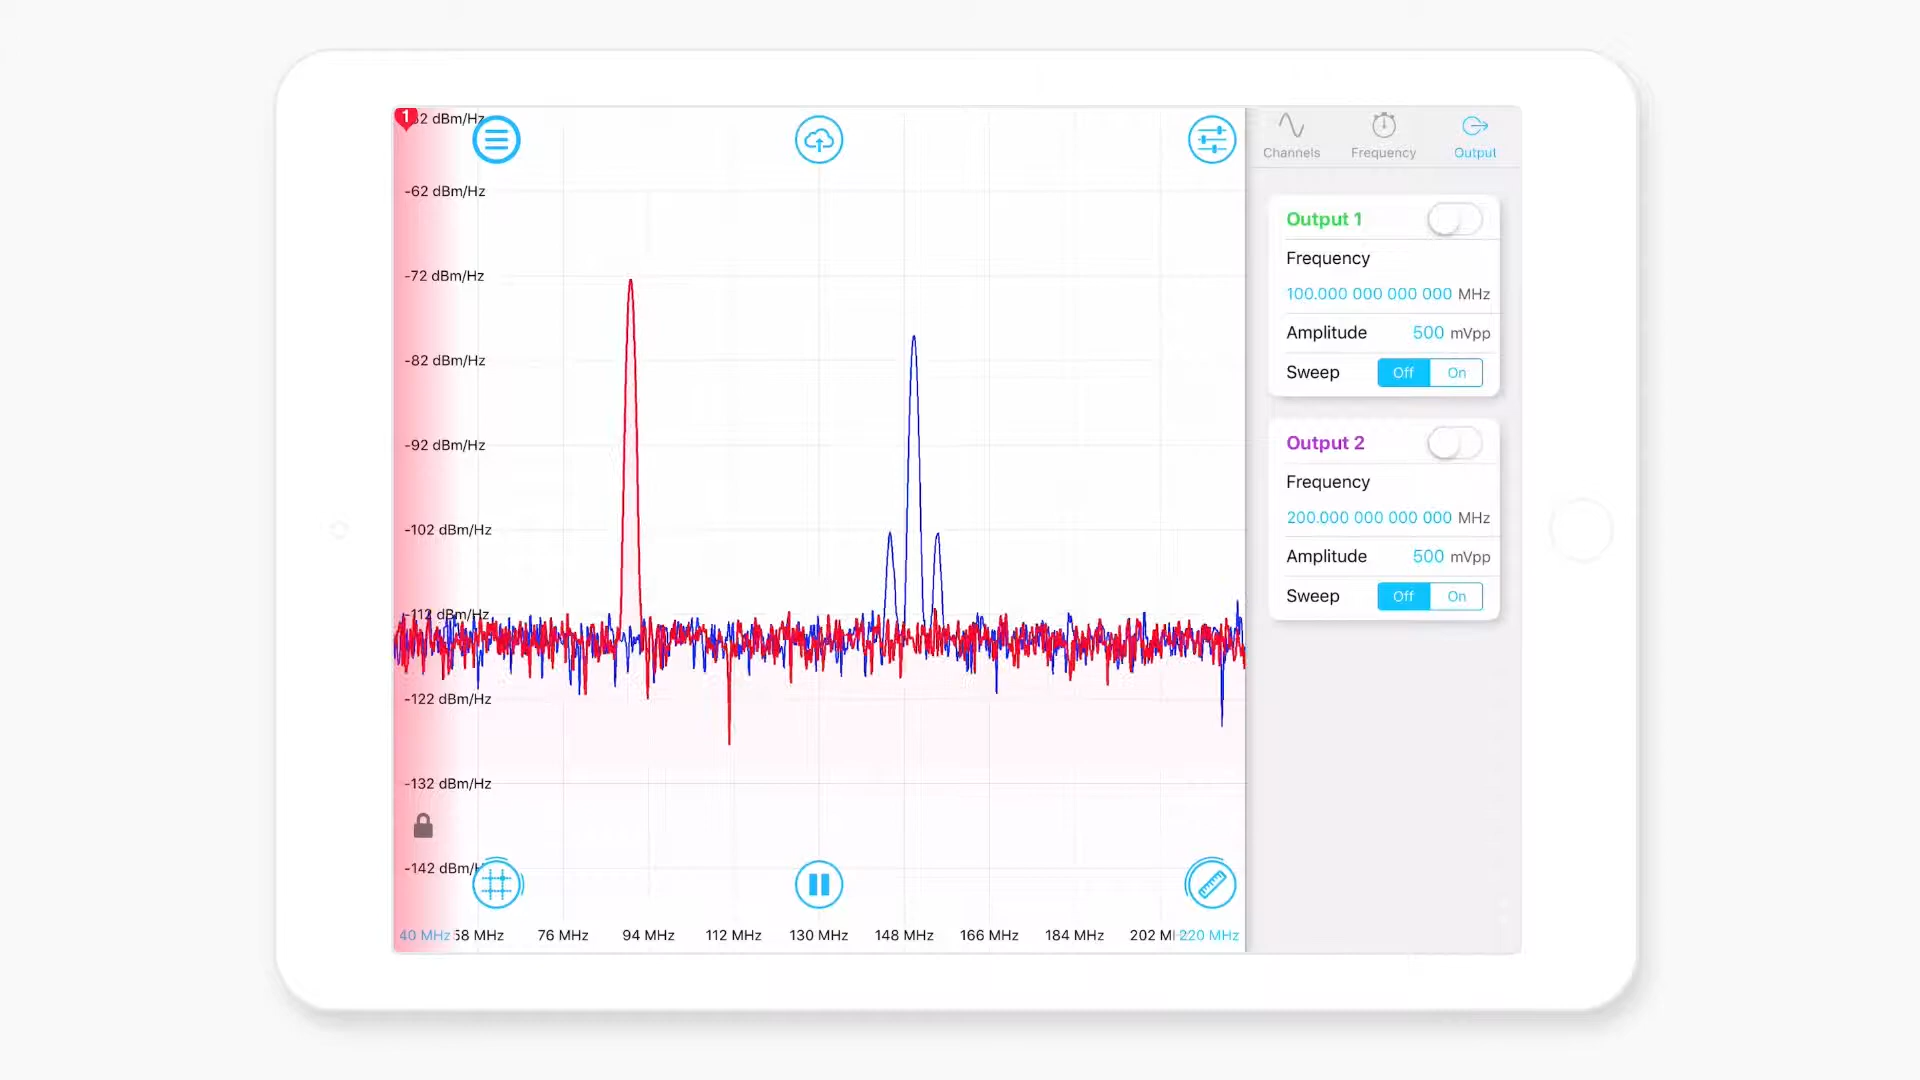 1
52 dBm/Hz
-62 dBm/Hz
-72 dBm/Hz
-82 dBm/Hz
-92 dBm/Hz
-102 dBm/Hz
-112 dBm/Hz
-122 dBm/Hz
-132 dBm/Hz
-142 dBm/H
40 MHz 58 MHz 76 MHz 94 MHz 112 MHz 130 MHz 148 MHz 166 MHz 184 MHz 202 M 220 MHz
Channels Frequency Output
Output 1
Frequency
100.000 000 000 000 MHz
Amplitude 500 mVpp
Sweep Off On
Output 2
Frequency
200.000 000 000 000 MHz
Amplitude 500 mVpp
Sweep Off On